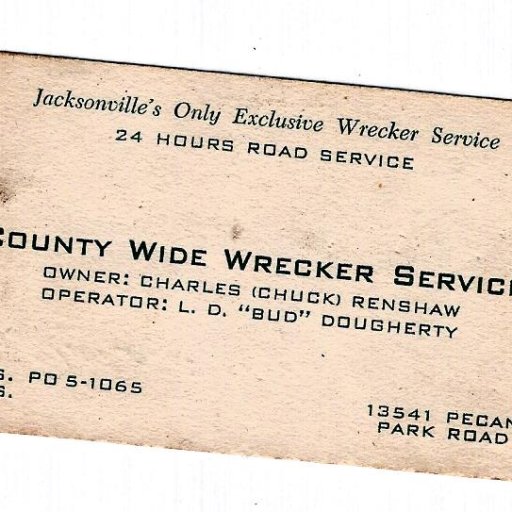 Jacksonville's Only Exclusive Wrecker Service
24 HOURS ROAD SERVICE
COUNTY WIDE WRECKER SERVIC
OWNER: CHARLES (CHUCK) RENSHAW
OPERATOR: L. D. "BUD" DOUGHERTY
S. PO 5-1065
S.
13541 PECAN
PARK ROAD